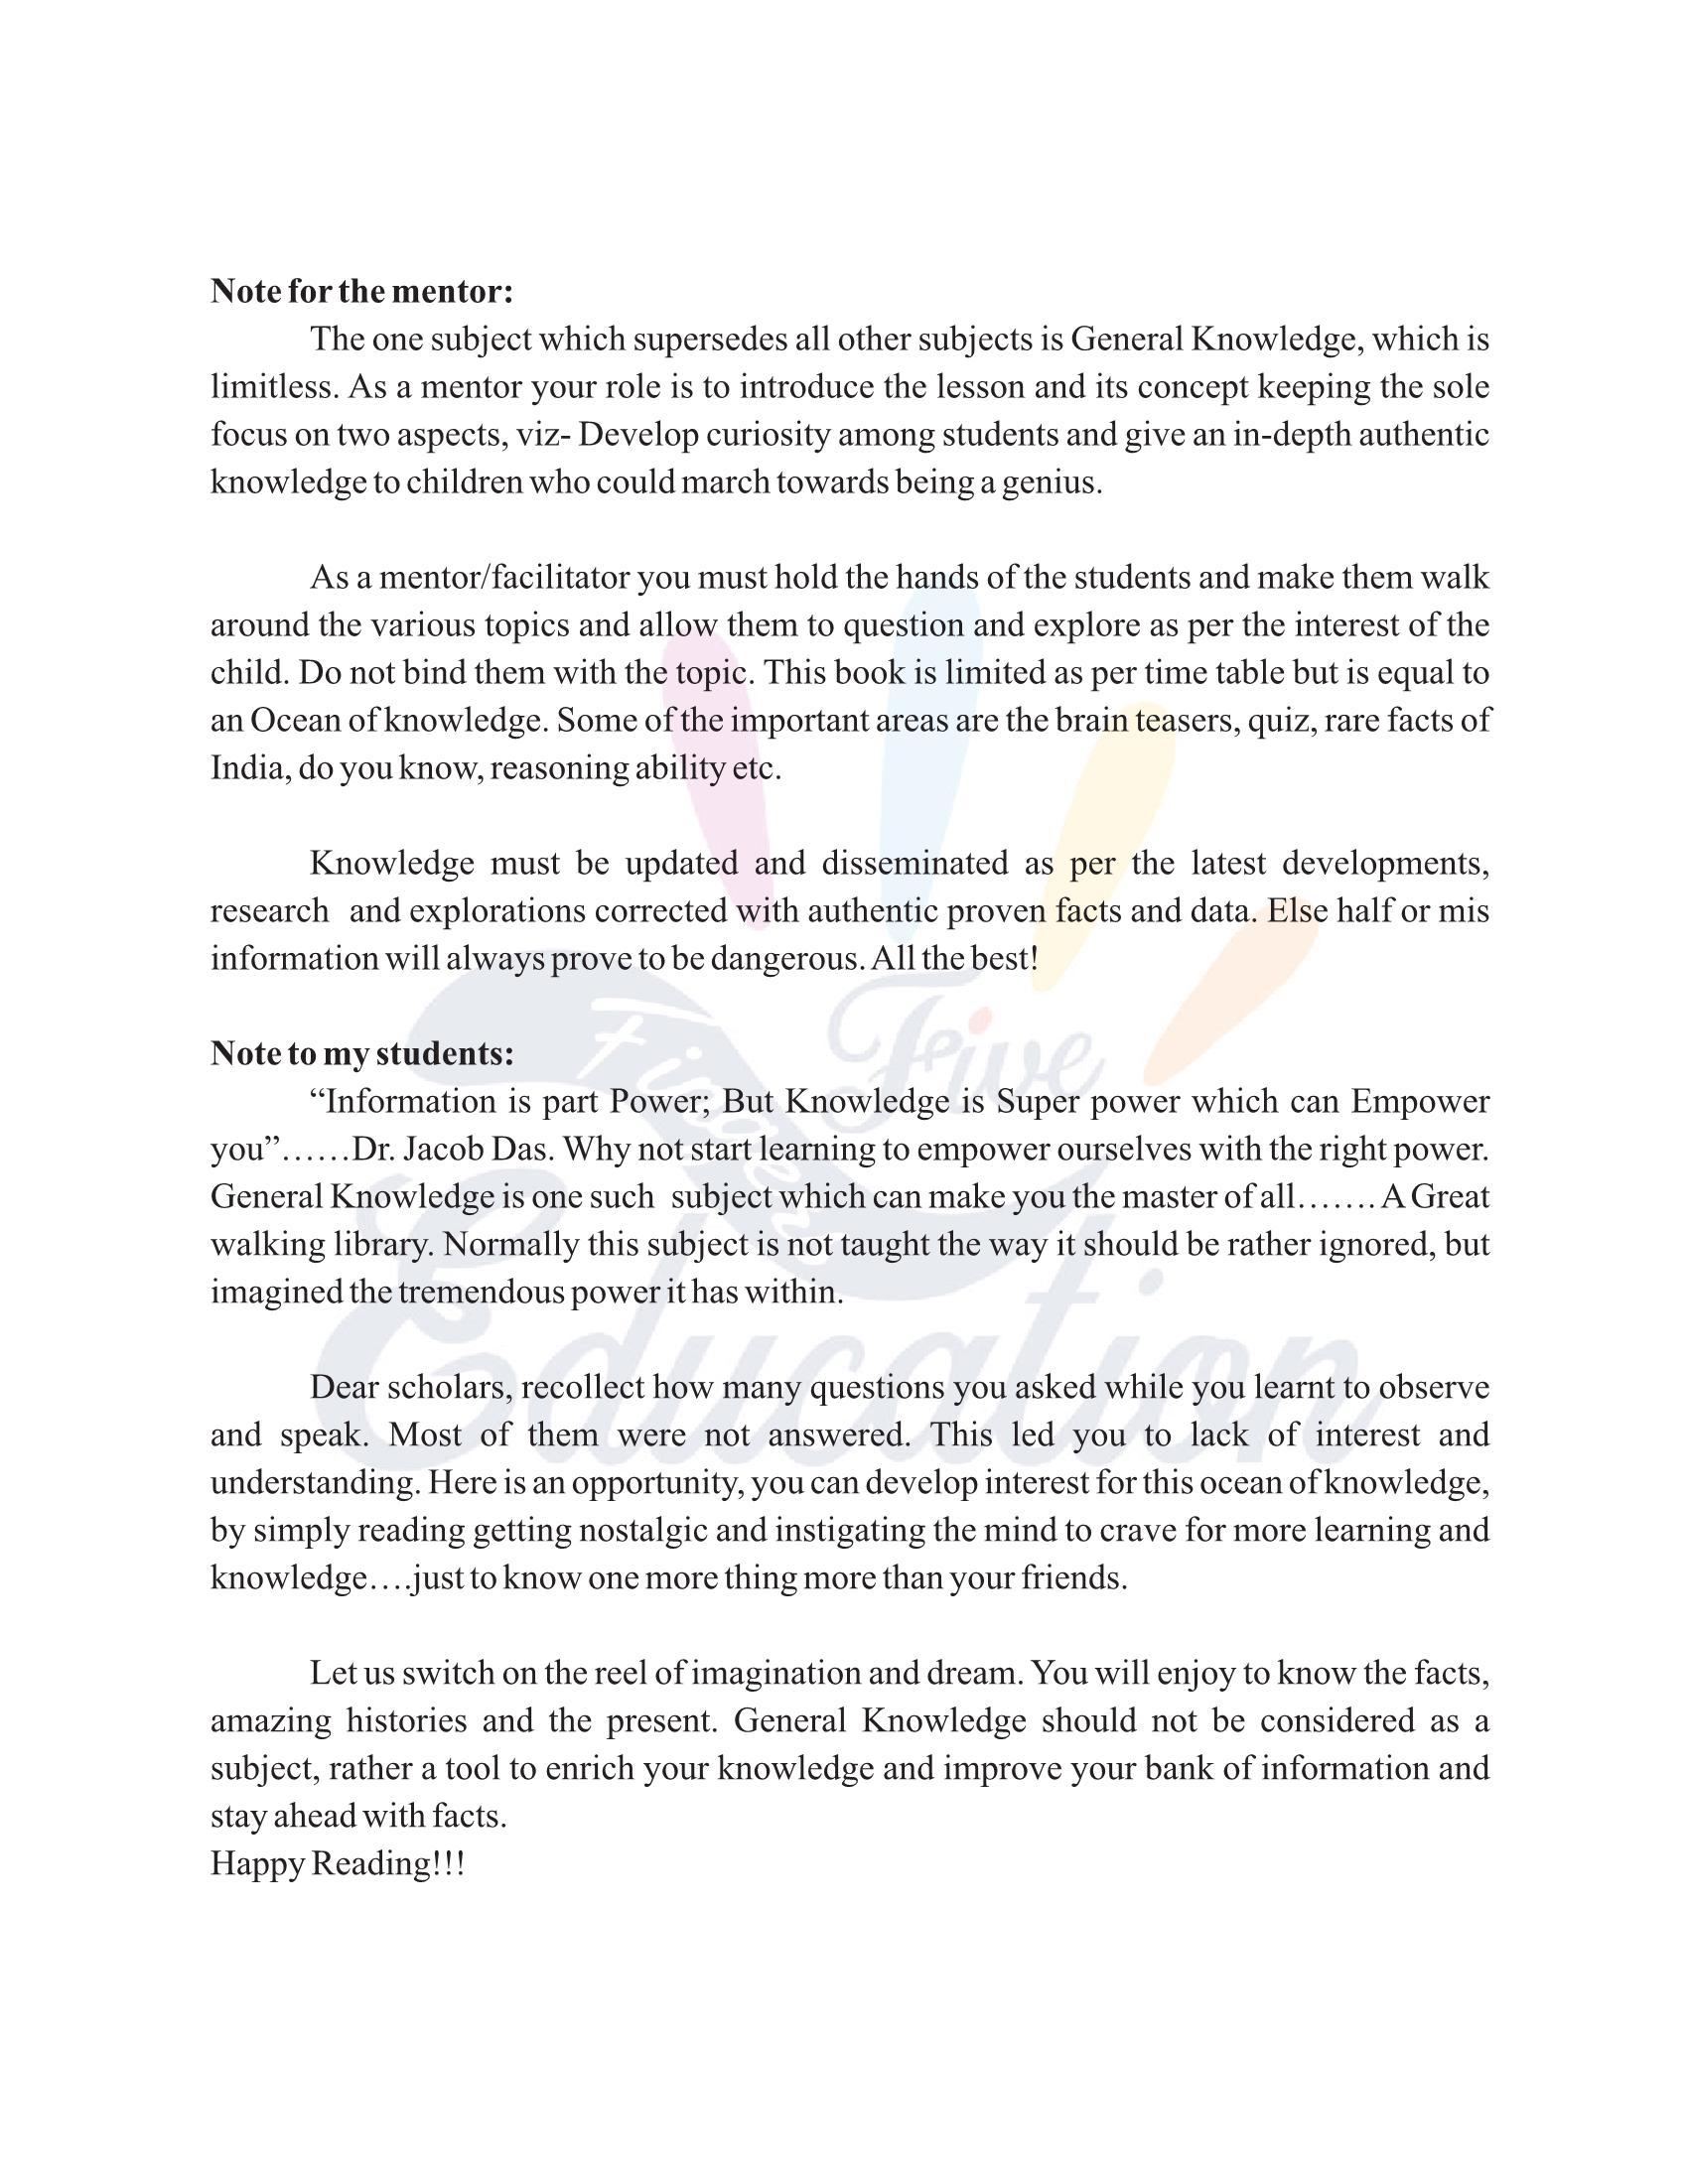 Note for the mentor:
The one subject which supersedes all other subjects is General Knowledge, which is
limitless. As a mentor your role is to introduce the lesson and its concept keeping the sole
focus on two aspects, viz- Develop curiosity among students and give an in-depth authentic
knowledge to children who could march towards being a genius.
As a mentor/facilitator you must hold the hands of the students and make them walk
around the various topics and allow them to question and explore as per the interest of the
child. Do not bind them with the topic. This book is limited as per time table but is equal to
an Ocean of knowledge. Some of the important areas are the brain teasers, quiz, rare facts of
India, do you know, reasoning ability etc.
Knowledge must be updated and disseminated as per the latest developments,
research and explorations corrected with authentic proven facts and data. Else half or mis
information will always prove to be dangerous. All the best!
Five
Fingers
Education
Note to my students:
“Information is part Power; But Knowledge is Super power which can Empower
you”……Dr. Jacob Das. Why not start learning to empower ourselves with the right power.
General Knowledge is one such subject which can make you the master of all……. A Great
walking library. Normally this subject is not taught the way it should be rather ignored, but
imagined the tremendous power it has within.
Dear scholars, recollect how many questions you asked while you learnt to observe
and speak. Most of them were not answered. This led you to lack of interest and
understanding. Here is an opportunity, you can develop interest for this ocean of knowledge,
by simply reading getting nostalgic and instigating the mind to crave for more learning and
knowledge….just to know one more thing more than your friends.
Let us switch on the reel of imagination and dream. You will enjoy to know the facts,
amazing histories and the present. General Knowledge should not be considered as a
subject, rather a tool to enrich your knowledge and improve your bank of information and
stay ahead with facts.
Happy Reading!!!